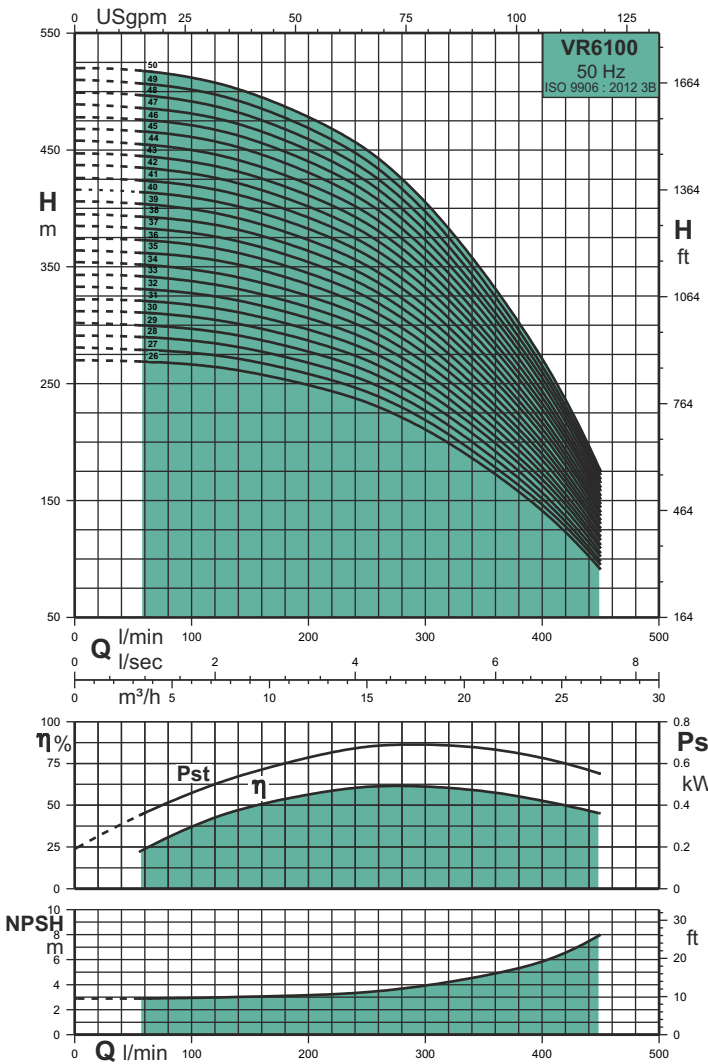 0 USgpm 25 50 75 100 125
VR6100
50 Hz
ISO 9906 : 2012 3B
550
450
H
m
350
250
150
50
1664
1364
H
ft
1064
764
464
164
50
49
48
47
46
45
44
43
42
41
40
39
38
37
36
35
34
33
32
31
30
29
28
27
26
0 100 200 300 400 500
Q l/min
0 l/sec 2 4 6 8
0 m³/h 5 10 15 20 25 30
100
η%
75
50
25
0
Pst
η
0.8
Ps
0.6
kW
0.4
0.2
0
10
NPSH
8
m
6
4
2
0
30
ft
20
10
0
0 Q l/min 100 200 300 400 500